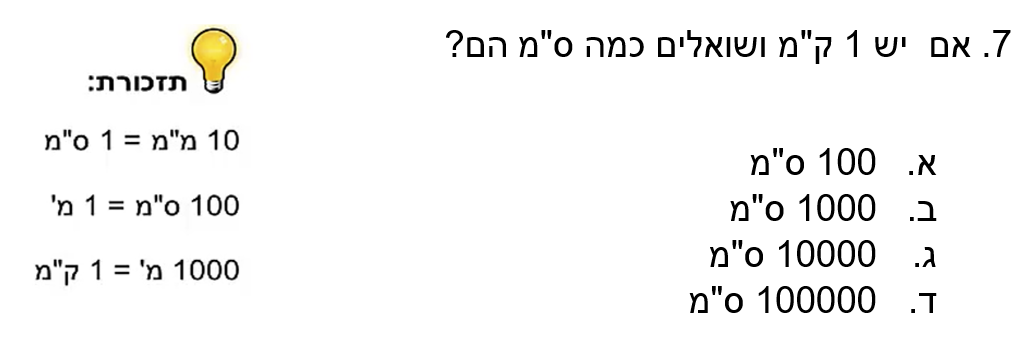 7. אם יש 1 ק"מ ושואלים כמה ס"מ הם?
א. 100 ס"מ
ב. 1000 ס"מ
ג. 10000 ס"מ
ד. 100000 ס"מ
תזכורת:
10 מ"מ = 1 ס"מ
100 ס"מ = 1 מ'
1000 מ' = 1 ק"מ